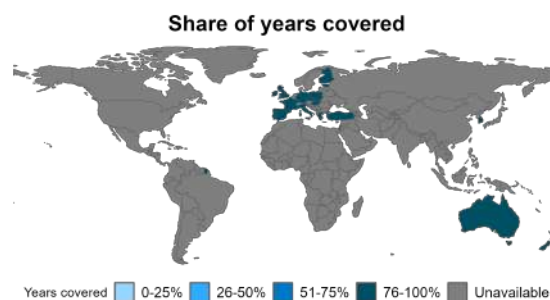 Share of years covered
Years covered 0-25% 26-50% 51-75% 76-100% Unavailable